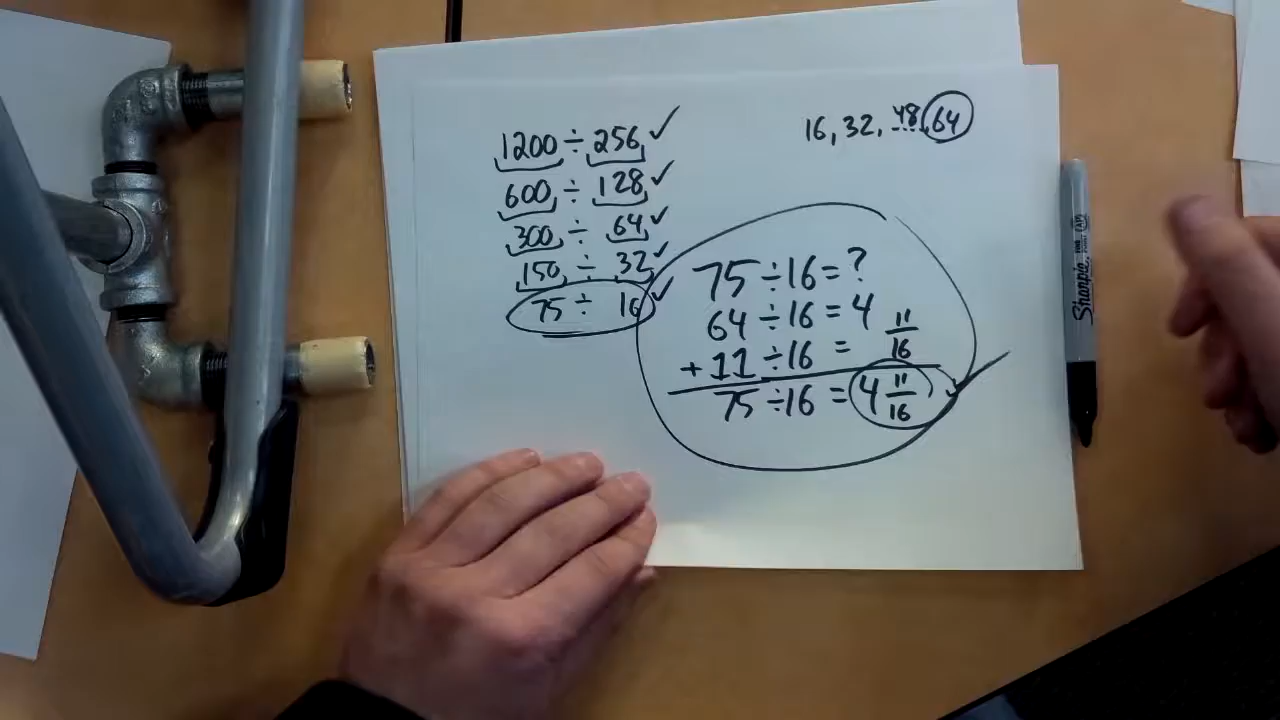 1200 ÷ 256 ✓
600 ÷ 128 ✓
300 ÷ 64 ✓
150 ÷ 32 ✓
75 ÷ 16 ✓
16, 32, 48, 64
75 ÷ 16 = ?
64 ÷ 16 = 4
+ 11 ÷ 16 = 11/16
75 ÷ 16 = 4 11/16
Sharpie